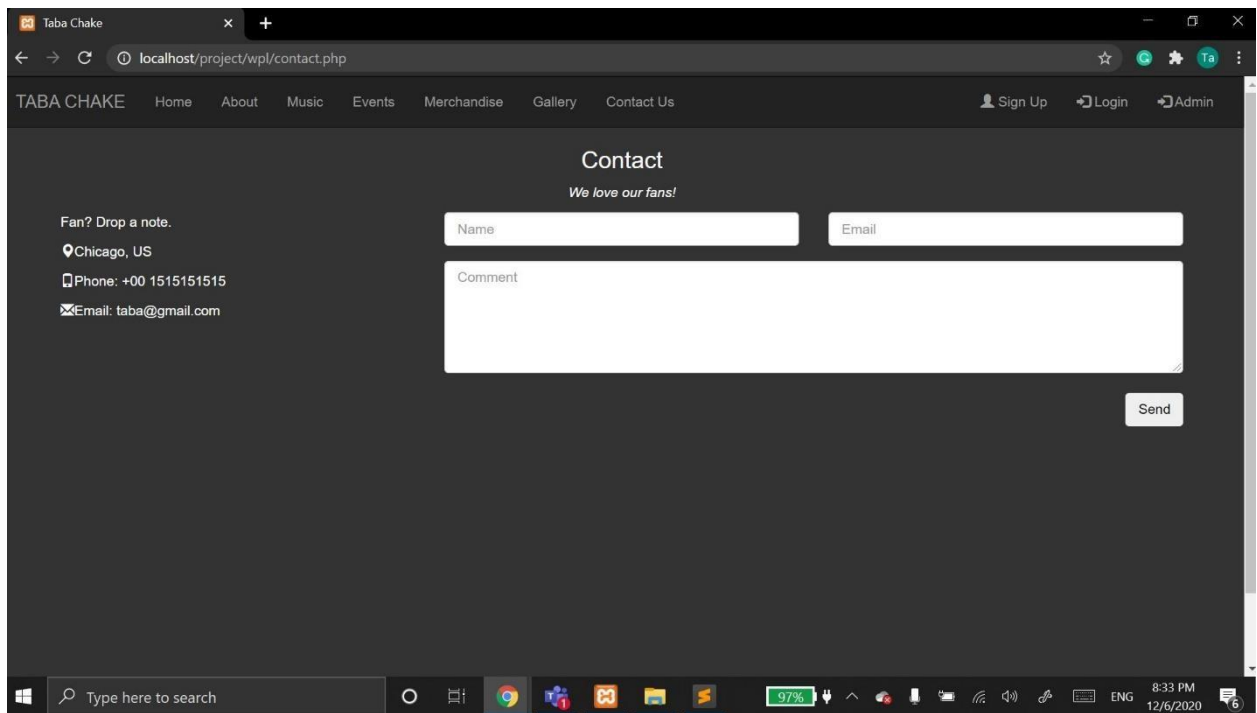 Taba Chake
localhost/project/wpl/contact.php
Ta
TABA CHAKE Home About Music Events Merchandise Gallery Contact Us Sign Up Login Admin
Contact
We love our fans!
Fan? Drop a note.
Chicago, US
Phone: +00 1515151515
Email: taba@gmail.com
Name Email
Comment
Send
Type here to search
97%
ENG
8:33 PM
12/6/2020
6